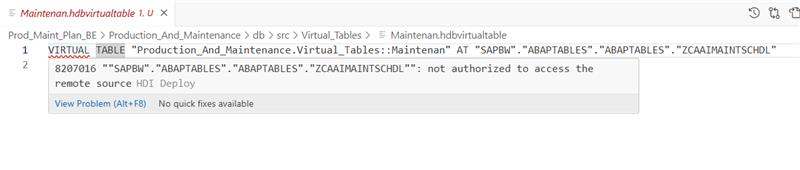 Maintenan.hdbvirtualtable 1, U
Prod_Maint_Plan_BE > Production_And_Maintenance > db > src > Virtual_Tables > Maintenan.hdbvirtualtable
1 VIRTUAL TABLE "Production_And_Maintenance.Virtual_Tables::Maintenan" AT "SAPBW"."ABAPTABLES"."ABAPTABLES"."ZCAAIMAINTSCHDL"
2
8207016 ""SAPBW"."ABAPTABLES"."ABAPTABLES"."ZCAAIMAINTSCHDL"": not authorized to access the
remote source HDI Deploy
View Problem (Alt+F8) No quick fixes available